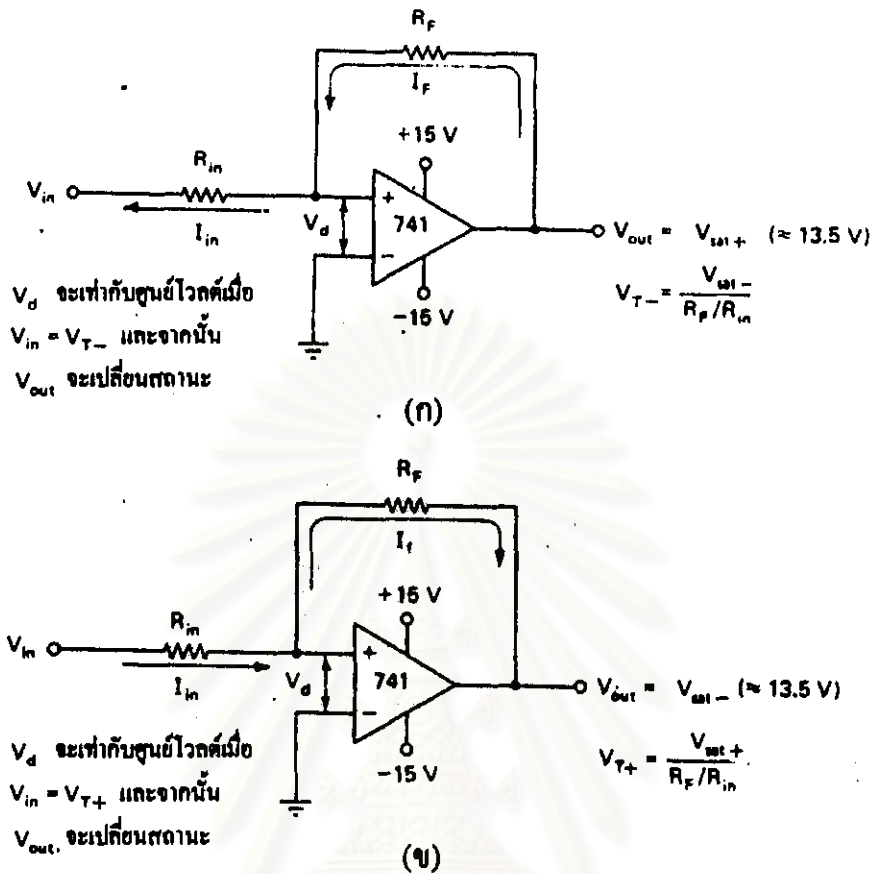 R_F
I_F
+15 V
R_in
V_in
I_in
V_d
+
741
-
-15 V
V_out = V_sat+ (≈ 13.5 V)
V_T- = V_sat- / R_F/R_in
V_d จะเท่ากับศูนย์โวลต์เมื่อ
V_in = V_T- และจากนั้น
V_out จะเปลี่ยนสถานะ
(ก)
R_F
I_f
+15 V
R_in
V_in
I_in
V_d
+
741
-
-15 V
V_out = V_sat- (≈ 13.5 V)
V_T+ = V_sat+ / R_F/R_in
V_d จะเท่ากับศูนย์โวลต์เมื่อ
V_in = V_T+ และจากนั้น
V_out, จะเปลี่ยนสถานะ
(ข)